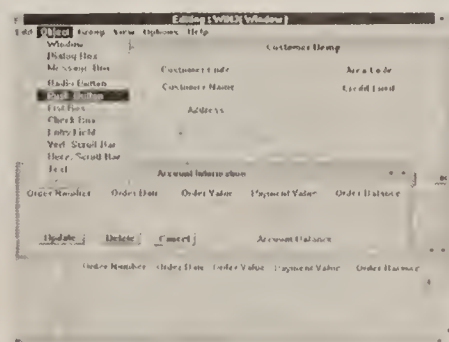 Editing : WIN3( Window )
Edit Object Group View Options Help
Window
Dialog Box
Message Box
Radio Button
Push Button
List Box
Check Box
Entry Field
Vert. Scroll Bar
Horz. Scroll Bar
Text
Customer Demp
Customer Code Area Code
Customer Name Credit Limit
Address
Account Information
Order Number Order Date Order Value Payment Value Order Balance
Update Delete Cancel Account Balance
Order Number Order Date Order Value Payment Value Order Balance